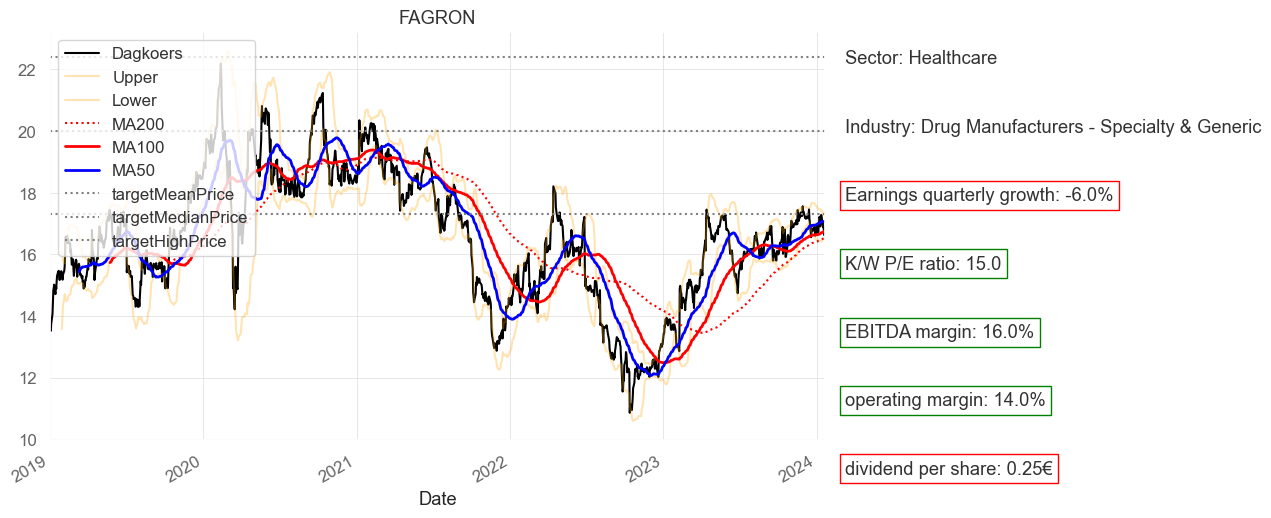 FAGRON
Dagkoers
Upper
Lower
MA200
MA100
MA50
targetMeanPrice
targetMedianPrice
targetHighPrice
22
20
18
16
14
12
10
2019
2020
2021
2022
2023
2024
Date
Sector: Healthcare
Industry: Drug Manufacturers - Specialty & Generic
Earnings quarterly growth: -6.0%
K/W P/E ratio: 15.0
EBITDA margin: 16.0%
operating margin: 14.0%
dividend per share: 0.25€